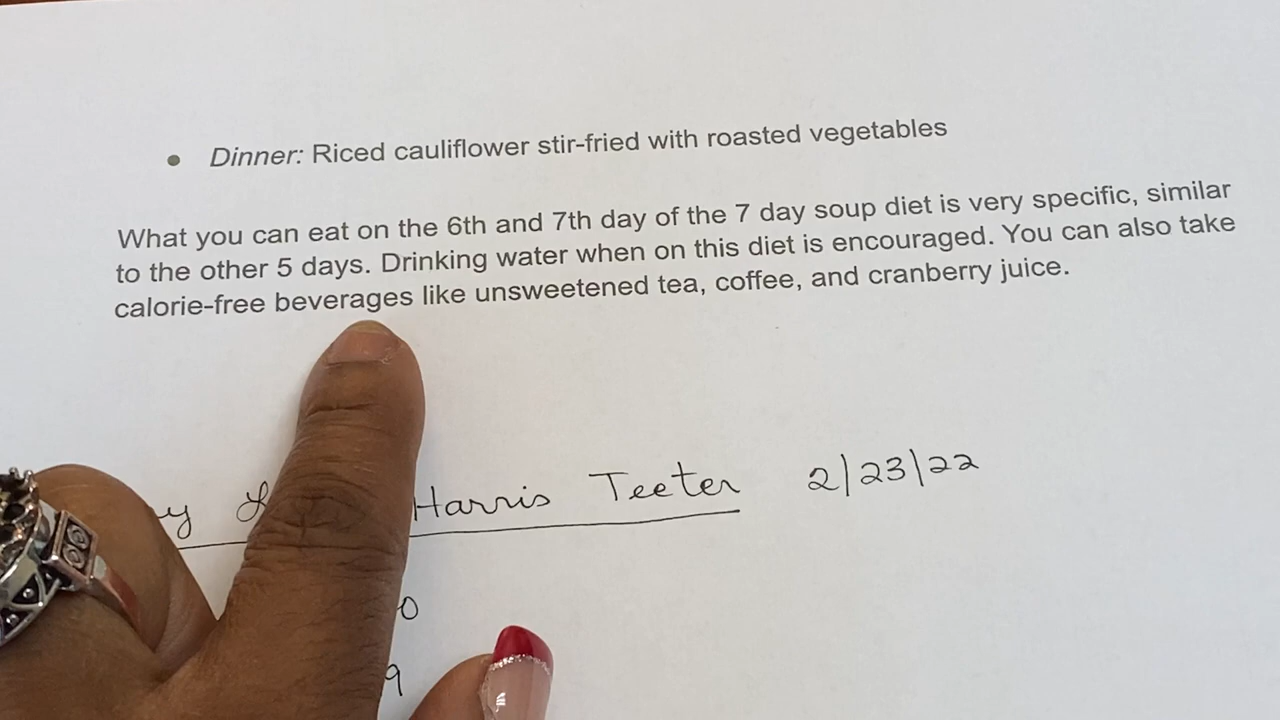 • Dinner: Riced cauliflower stir-fried with roasted vegetables
What you can eat on the 6th and 7th day of the 7 day soup diet is very specific, similar
to the other 5 days. Drinking water when on this diet is encouraged. You can also take
calorie-free beverages like unsweetened tea, coffee, and cranberry juice.
Harris Teeter 2/23/22
0
9